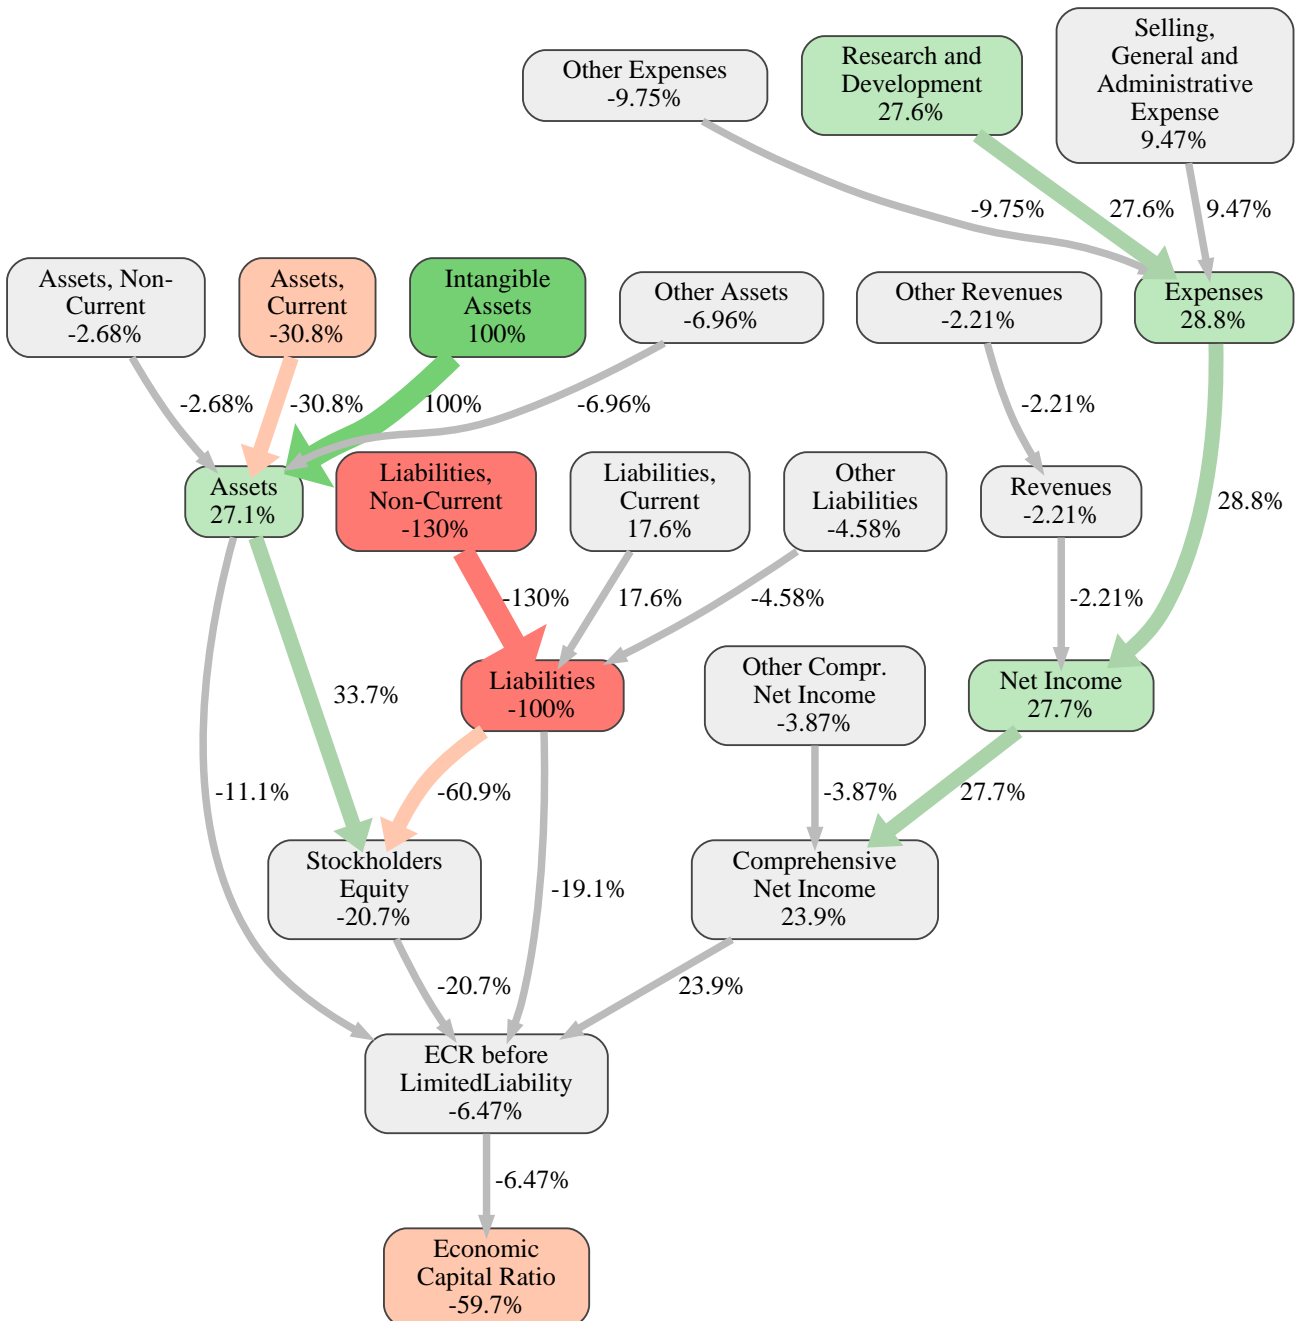 Selling,
General and
Administrative
Expense
9.47%
Research and
Development
27.6%
Other Expenses
-9.75%
-9.75%
27.6%
9.47%
Assets, Non-
Current
-2.68%
Assets,
Current
-30.8%
Intangible
Assets
100%
Other Assets
-6.96%
Other Revenues
-2.21%
Expenses
28.8%
-2.68%
-30.8%
100%
-6.96%
-2.21%
28.8%
Assets
27.1%
Liabilities,
Non-Current
-130%
Liabilities,
Current
17.6%
Other
Liabilities
-4.58%
Revenues
-2.21%
-130%
17.6%
-4.58%
-2.21%
33.7%
Liabilities
-100%
Other Compr.
Net Income
-3.87%
Net Income
27.7%
-11.1%
-60.9%
-3.87%
27.7%
Stockholders
Equity
-20.7%
-19.1%
Comprehensive
Net Income
23.9%
-20.7%
23.9%
ECR before
LimitedLiability
-6.47%
-6.47%
Economic
Capital Ratio
-59.7%